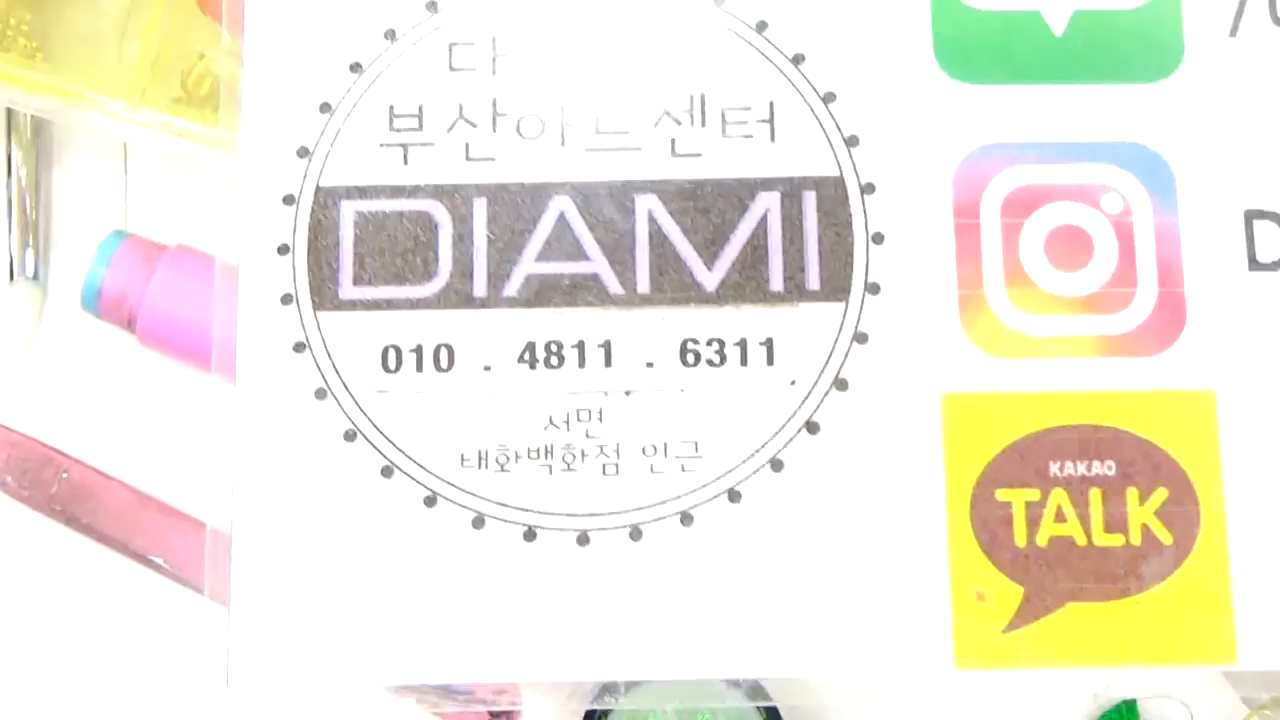 다
부산아느센터
DIAMI
010 . 4811 . 6311
서면
태화백화점 인근
KAKAO
TALK
D